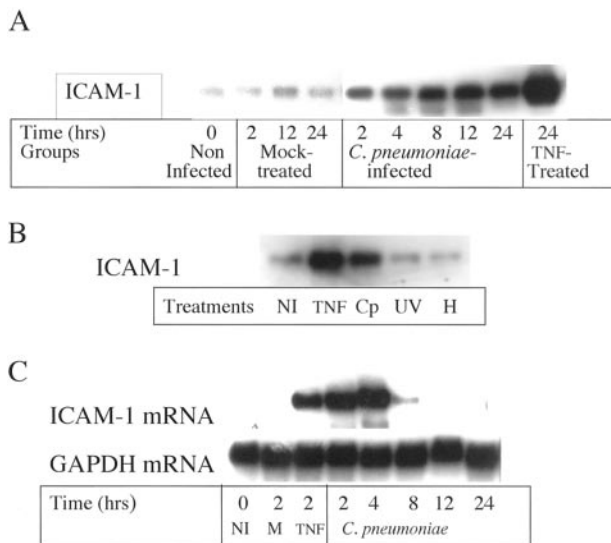 A
ICAM-1
Time (hrs) 0 2 12 24 2 4 8 12 24 24
Groups Non Mock- C. pneumoniae- TNF-
Infected treated infected Treated
B
ICAM-1
Treatments NI TNF Cp UV H
C
ICAM-1 mRNA
GAPDH mRNA
Time (hrs) 0 2 2 2 4 8 12 24
NI M TNF C. pneumoniae